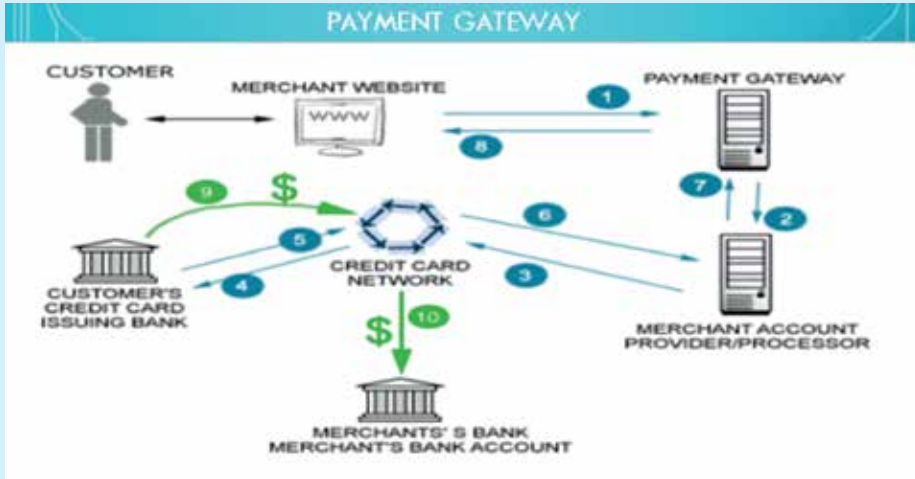 PAYMENT GATEWAY
CUSTOMER
MERCHANT WEBSITE
PAYMENT GATEWAY
WWW
1
8
7
2
9
$
5
4
6
3
CREDIT CARD
NETWORK
CUSTOMER'S
CREDIT CARD
ISSUING BANK
MERCHANT ACCOUNT
PROVIDER/PROCESSOR
$
10
MERCHANTS' S BANK
MERCHANT'S BANK ACCOUNT